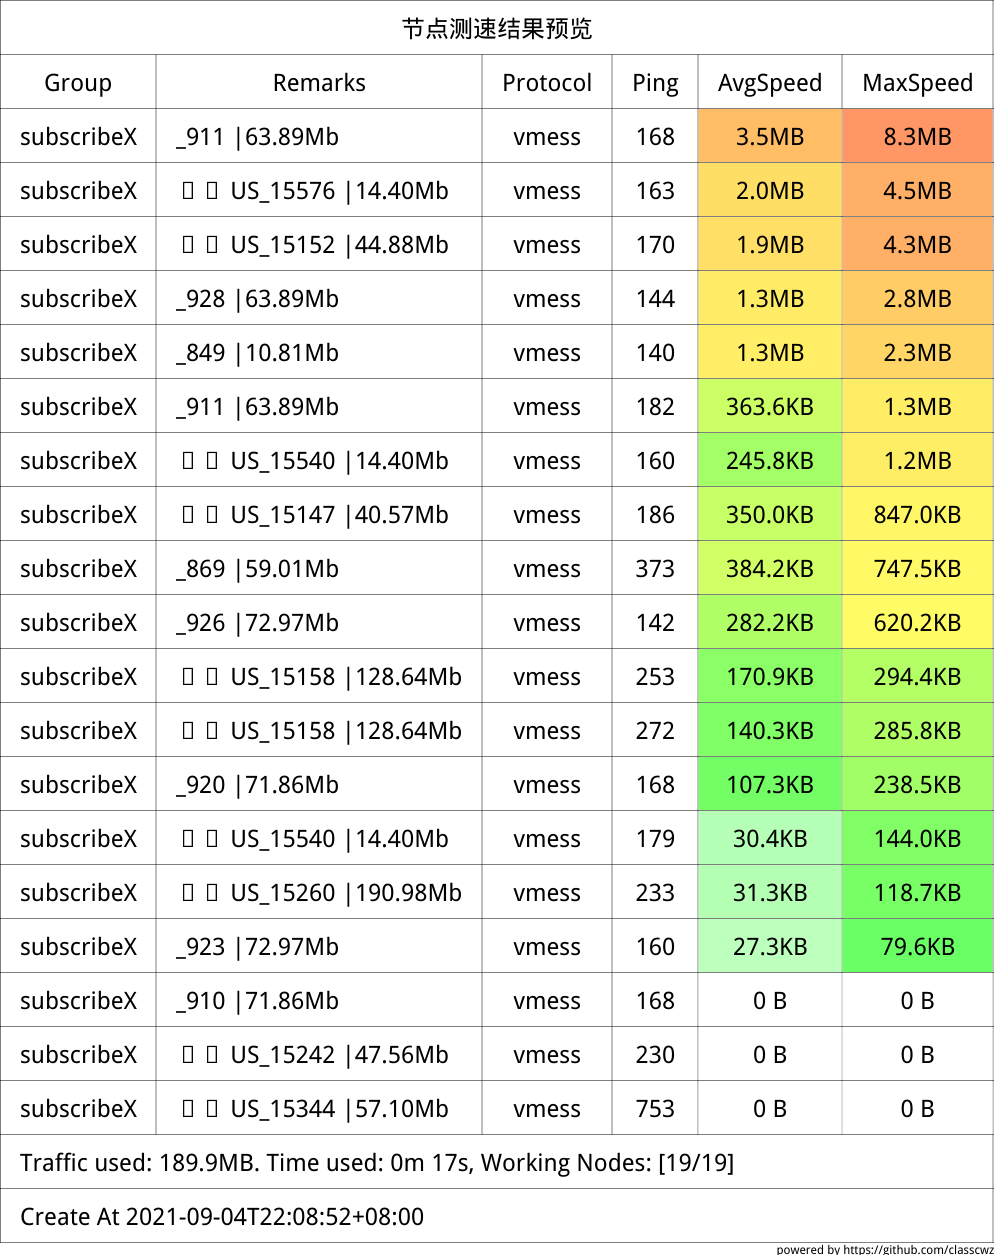 节点测速结果预览
Group Remarks Protocol Ping AvgSpeed MaxSpeed
subscribeX _911 |63.89Mb vmess 168 3.5MB 8.3MB
subscribeX US_15576 |14.40Mb vmess 163 2.0MB 4.5MB
subscribeX US_15152 |44.88Mb vmess 170 1.9MB 4.3MB
subscribeX _928 |63.89Mb vmess 144 1.3MB 2.8MB
subscribeX _849 |10.81Mb vmess 140 1.3MB 2.3MB
subscribeX _911 |63.89Mb vmess 182 363.6KB 1.3MB
subscribeX US_15540 |14.40Mb vmess 160 245.8KB 1.2MB
subscribeX US_15147 |40.57Mb vmess 186 350.0KB 847.0KB
subscribeX _869 |59.01Mb vmess 373 384.2KB 747.5KB
subscribeX _926 |72.97Mb vmess 142 282.2KB 620.2KB
subscribeX US_15158 |128.64Mb vmess 253 170.9KB 294.4KB
subscribeX US_15158 |128.64Mb vmess 272 140.3KB 285.8KB
subscribeX _920 |71.86Mb vmess 168 107.3KB 238.5KB
subscribeX US_15540 |14.40Mb vmess 179 30.4KB 144.0KB
subscribeX US_15260 |190.98Mb vmess 233 31.3KB 118.7KB
subscribeX _923 |72.97Mb vmess 160 27.3KB 79.6KB
subscribeX _910 |71.86Mb vmess 168 0 B 0 B
subscribeX US_15242 |47.56Mb vmess 230 0 B 0 B
subscribeX US_15344 |57.10Mb vmess 753 0 B 0 B
Traffic used: 189.9MB. Time used: 0m 17s, Working Nodes: [19/19]
Create At 2021-09-04T22:08:52+08:00
powered by https://github.com/classcwz